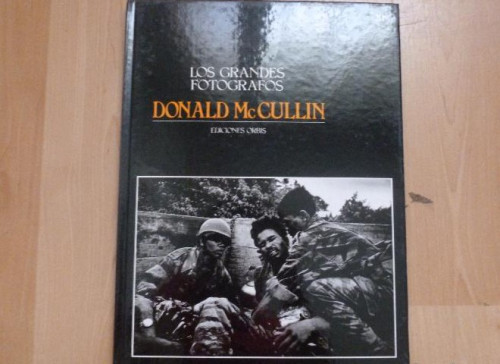 LOS GRANDES
FOTOGRAFOS
DONALD McCULLIN
EDICIONES ORBIS